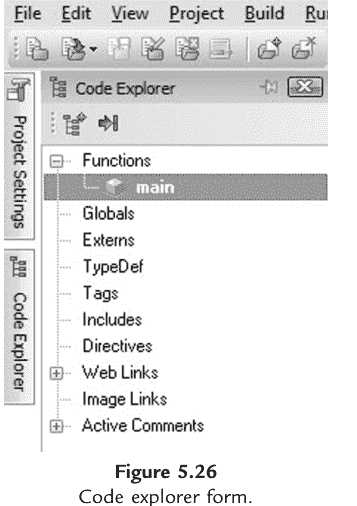 File Edit View Project Build Ru
Code Explorer
Project Settings
Code Explorer
Functions
main
Globals
Externs
TypeDef
Tags
Includes
Directives
Web Links
Image Links
Active Comments
Figure 5.26
Code explorer form.